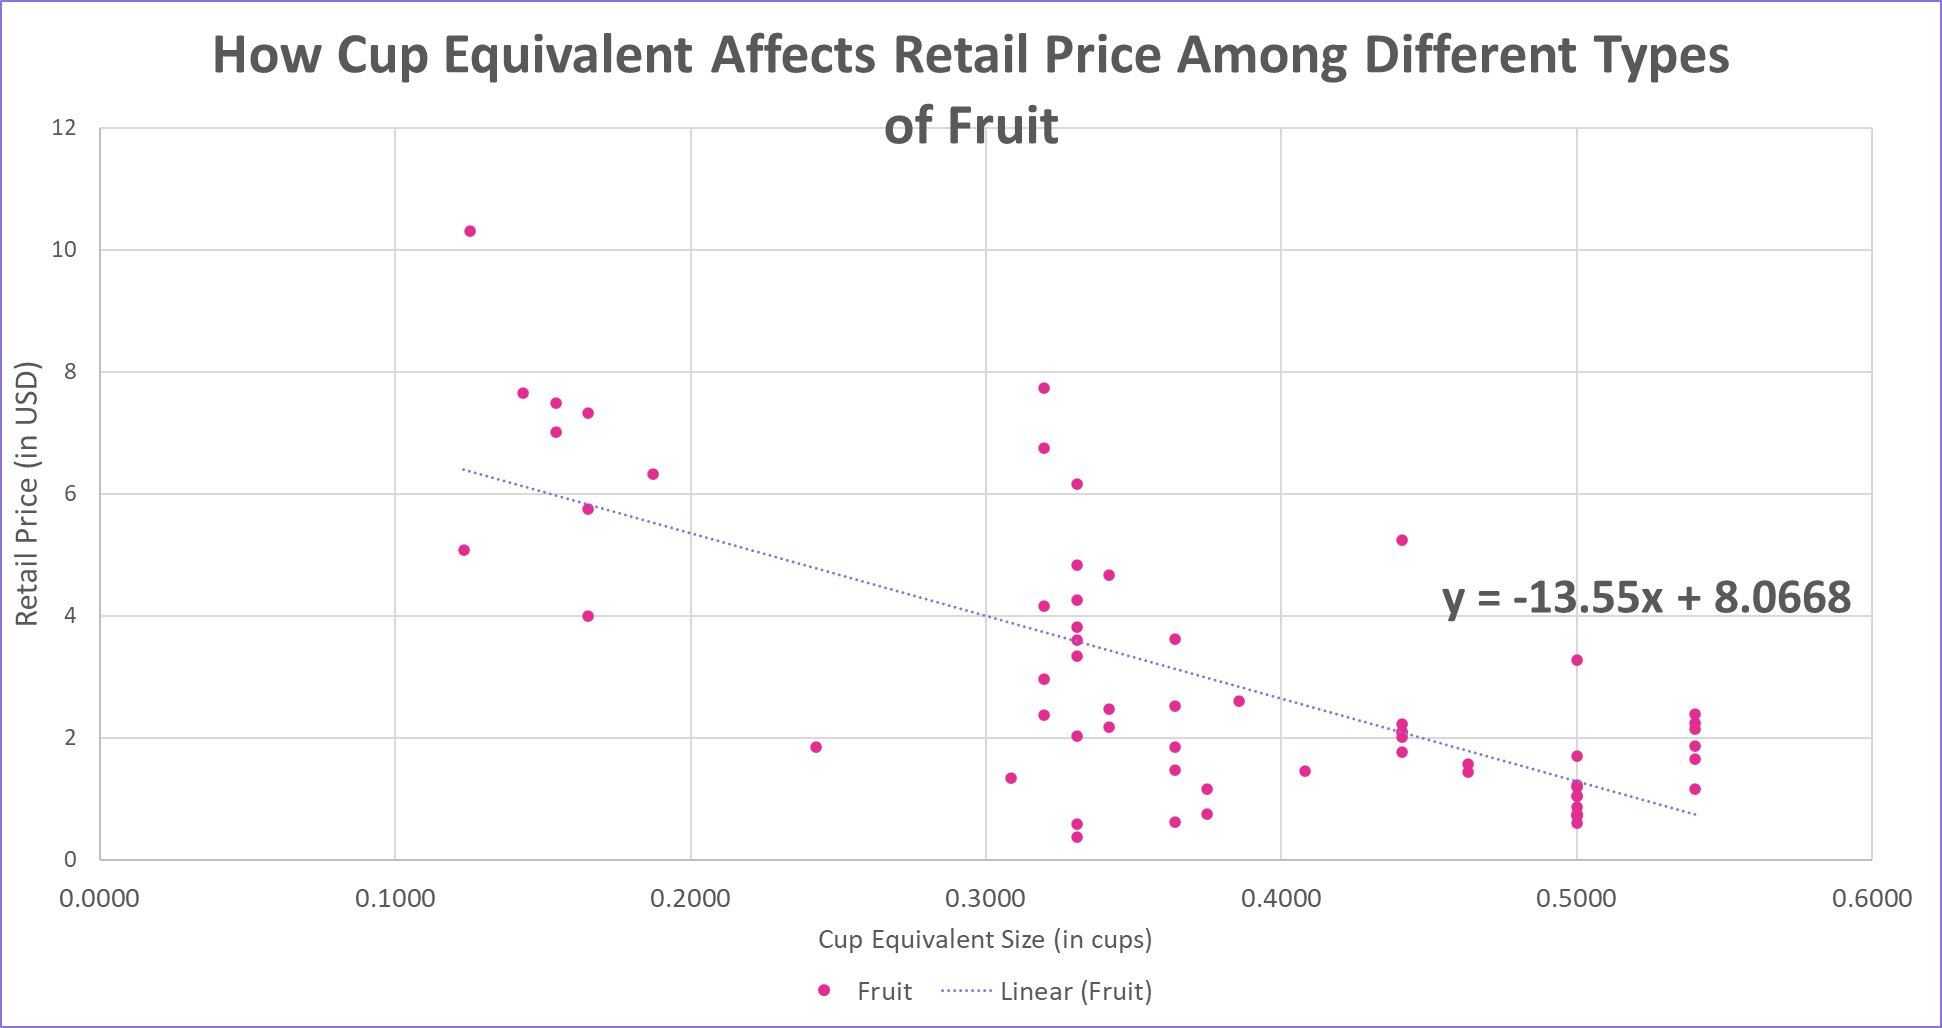 How Cup Equivalent Affects Retail Price Among Different Types
of Fruit
12
10
8
6
4
2
0
Retail Price (in USD)
y = -13.55x + 8.0668
0.0000 0.1000 0.2000 0.3000 0.4000 0.5000 0.6000
Cup Equivalent Size (in cups)
Fruit Linear (Fruit)